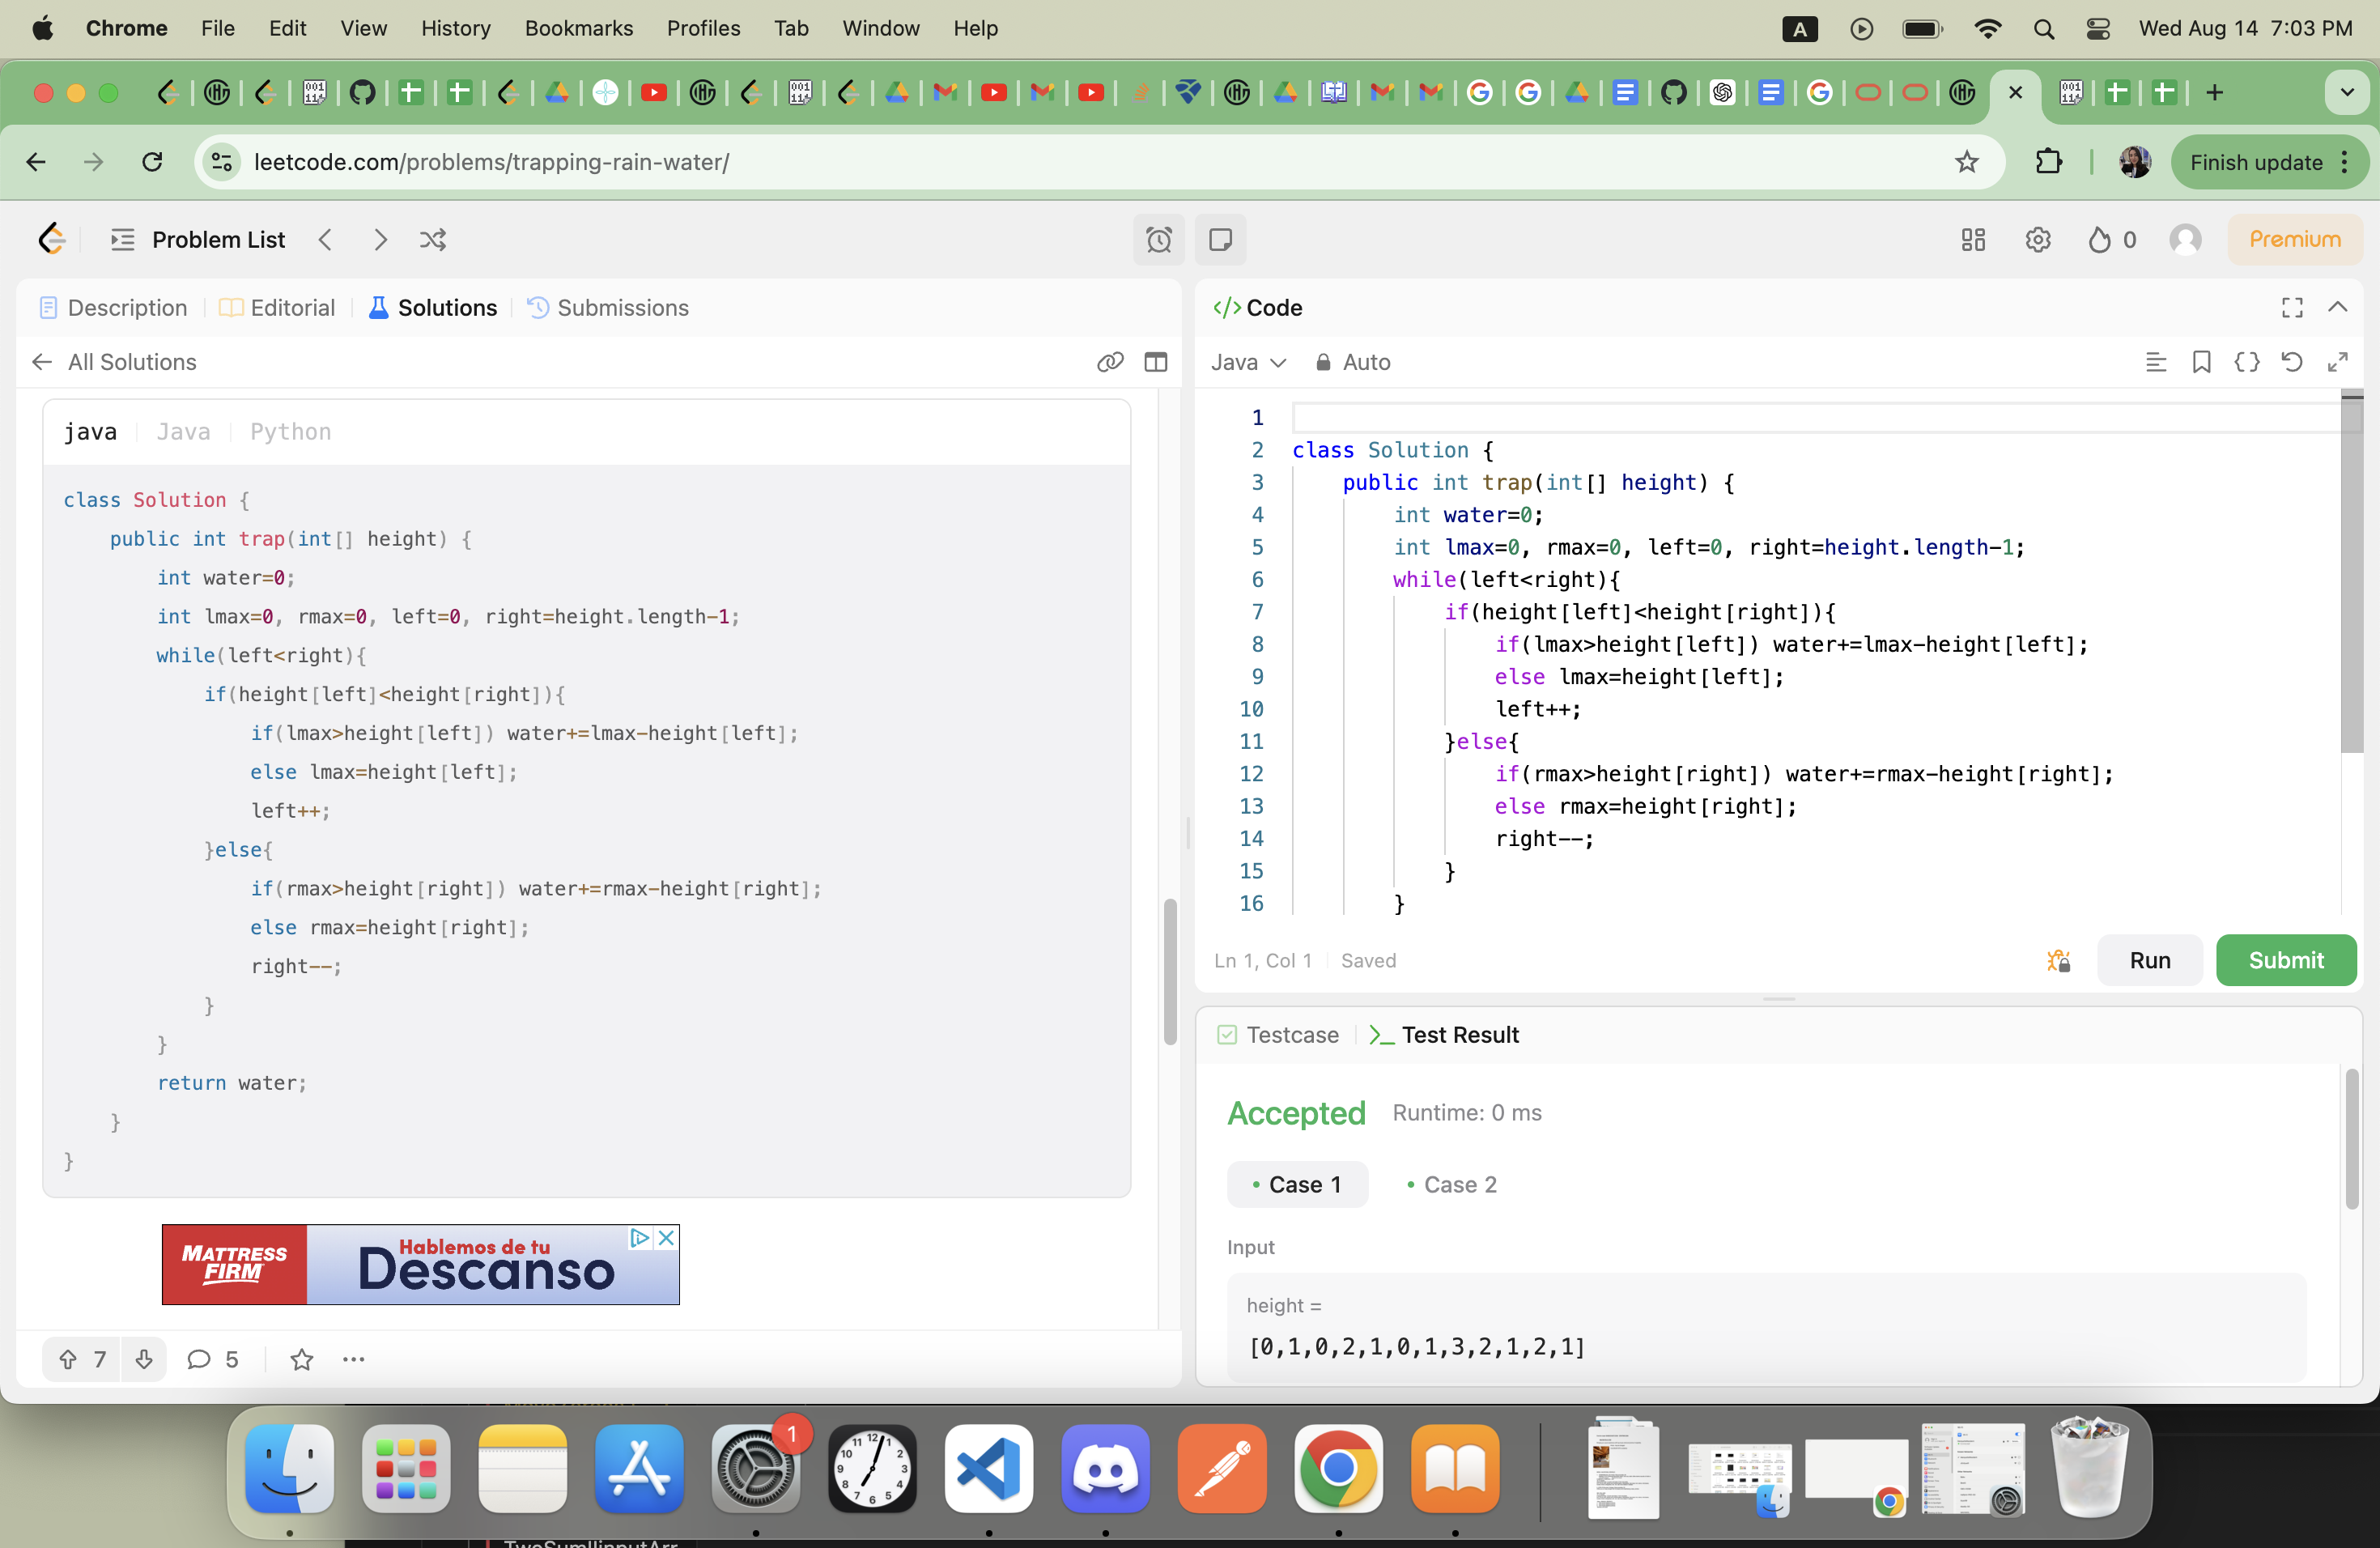 Chrome File Edit View History Bookmarks Profiles Tab Window Help A Wed Aug 14 7:03 PM
leetcode.com/problems/trapping-rain-water/ Finish update
Problem List 0 Premium
Description Editorial Solutions Submissions
All Solutions
java Java Python
class Solution {
public int trap(int[] height) {
int water=0;
int lmax=0, rmax=0, left=0, right=height.length-1;
while(left<right){
if(height[left]<height[right]){
if(lmax>height[left]) water+=lmax-height[left];
else lmax=height[left];
left++;
}else{
if(rmax>height[right]) water+=rmax-height[right];
else rmax=height[right];
right--;
}
}
return water;
}
}
MATTRESS FIRM
Hablemos de tu
Descanso
7 5
</> Code
Java Auto
1
2 class Solution {
3 public int trap(int[] height) {
4 int water=0;
5 int lmax=0, rmax=0, left=0, right=height.length-1;
6 while(left<right){
7 if(height[left]<height[right]){
8 if(lmax>height[left]) water+=lmax-height[left];
9 else lmax=height[left];
10 left++;
11 }else{
12 if(rmax>height[right]) water+=rmax-height[right];
13 else rmax=height[right];
14 right--;
15 }
16 }
Ln 1, Col 1 Saved Run Submit
Testcase >_ Test Result
Accepted Runtime: 0 ms
• Case 1 • Case 2
Input
height =
[0,1,0,2,1,0,1,3,2,1,2,1]
1